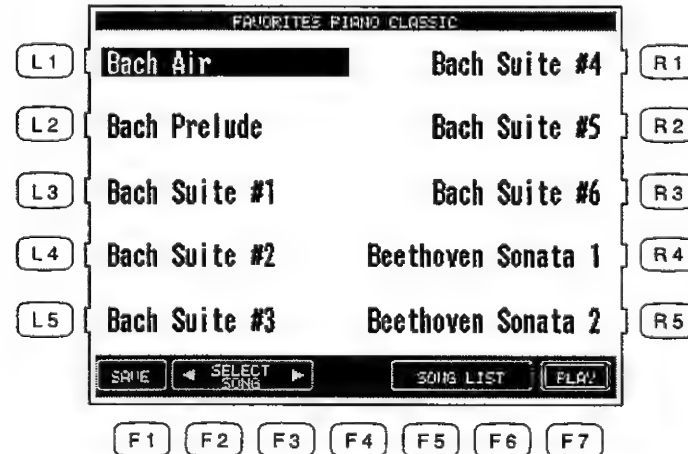 FAVORITES PIANO CLASSIC
L1 Bach Air Bach Suite #4 R1
L2 Bach Prelude Bach Suite #5 R2
L3 Bach Suite #1 Bach Suite #6 R3
L4 Bach Suite #2 Beethoven Sonata 1 R4
L5 Bach Suite #3 Beethoven Sonata 2 R5
SAVE ◄ SELECT SONG ► SONG LIST PLAY
F1 F2 F3 F4 F5 F6 F7